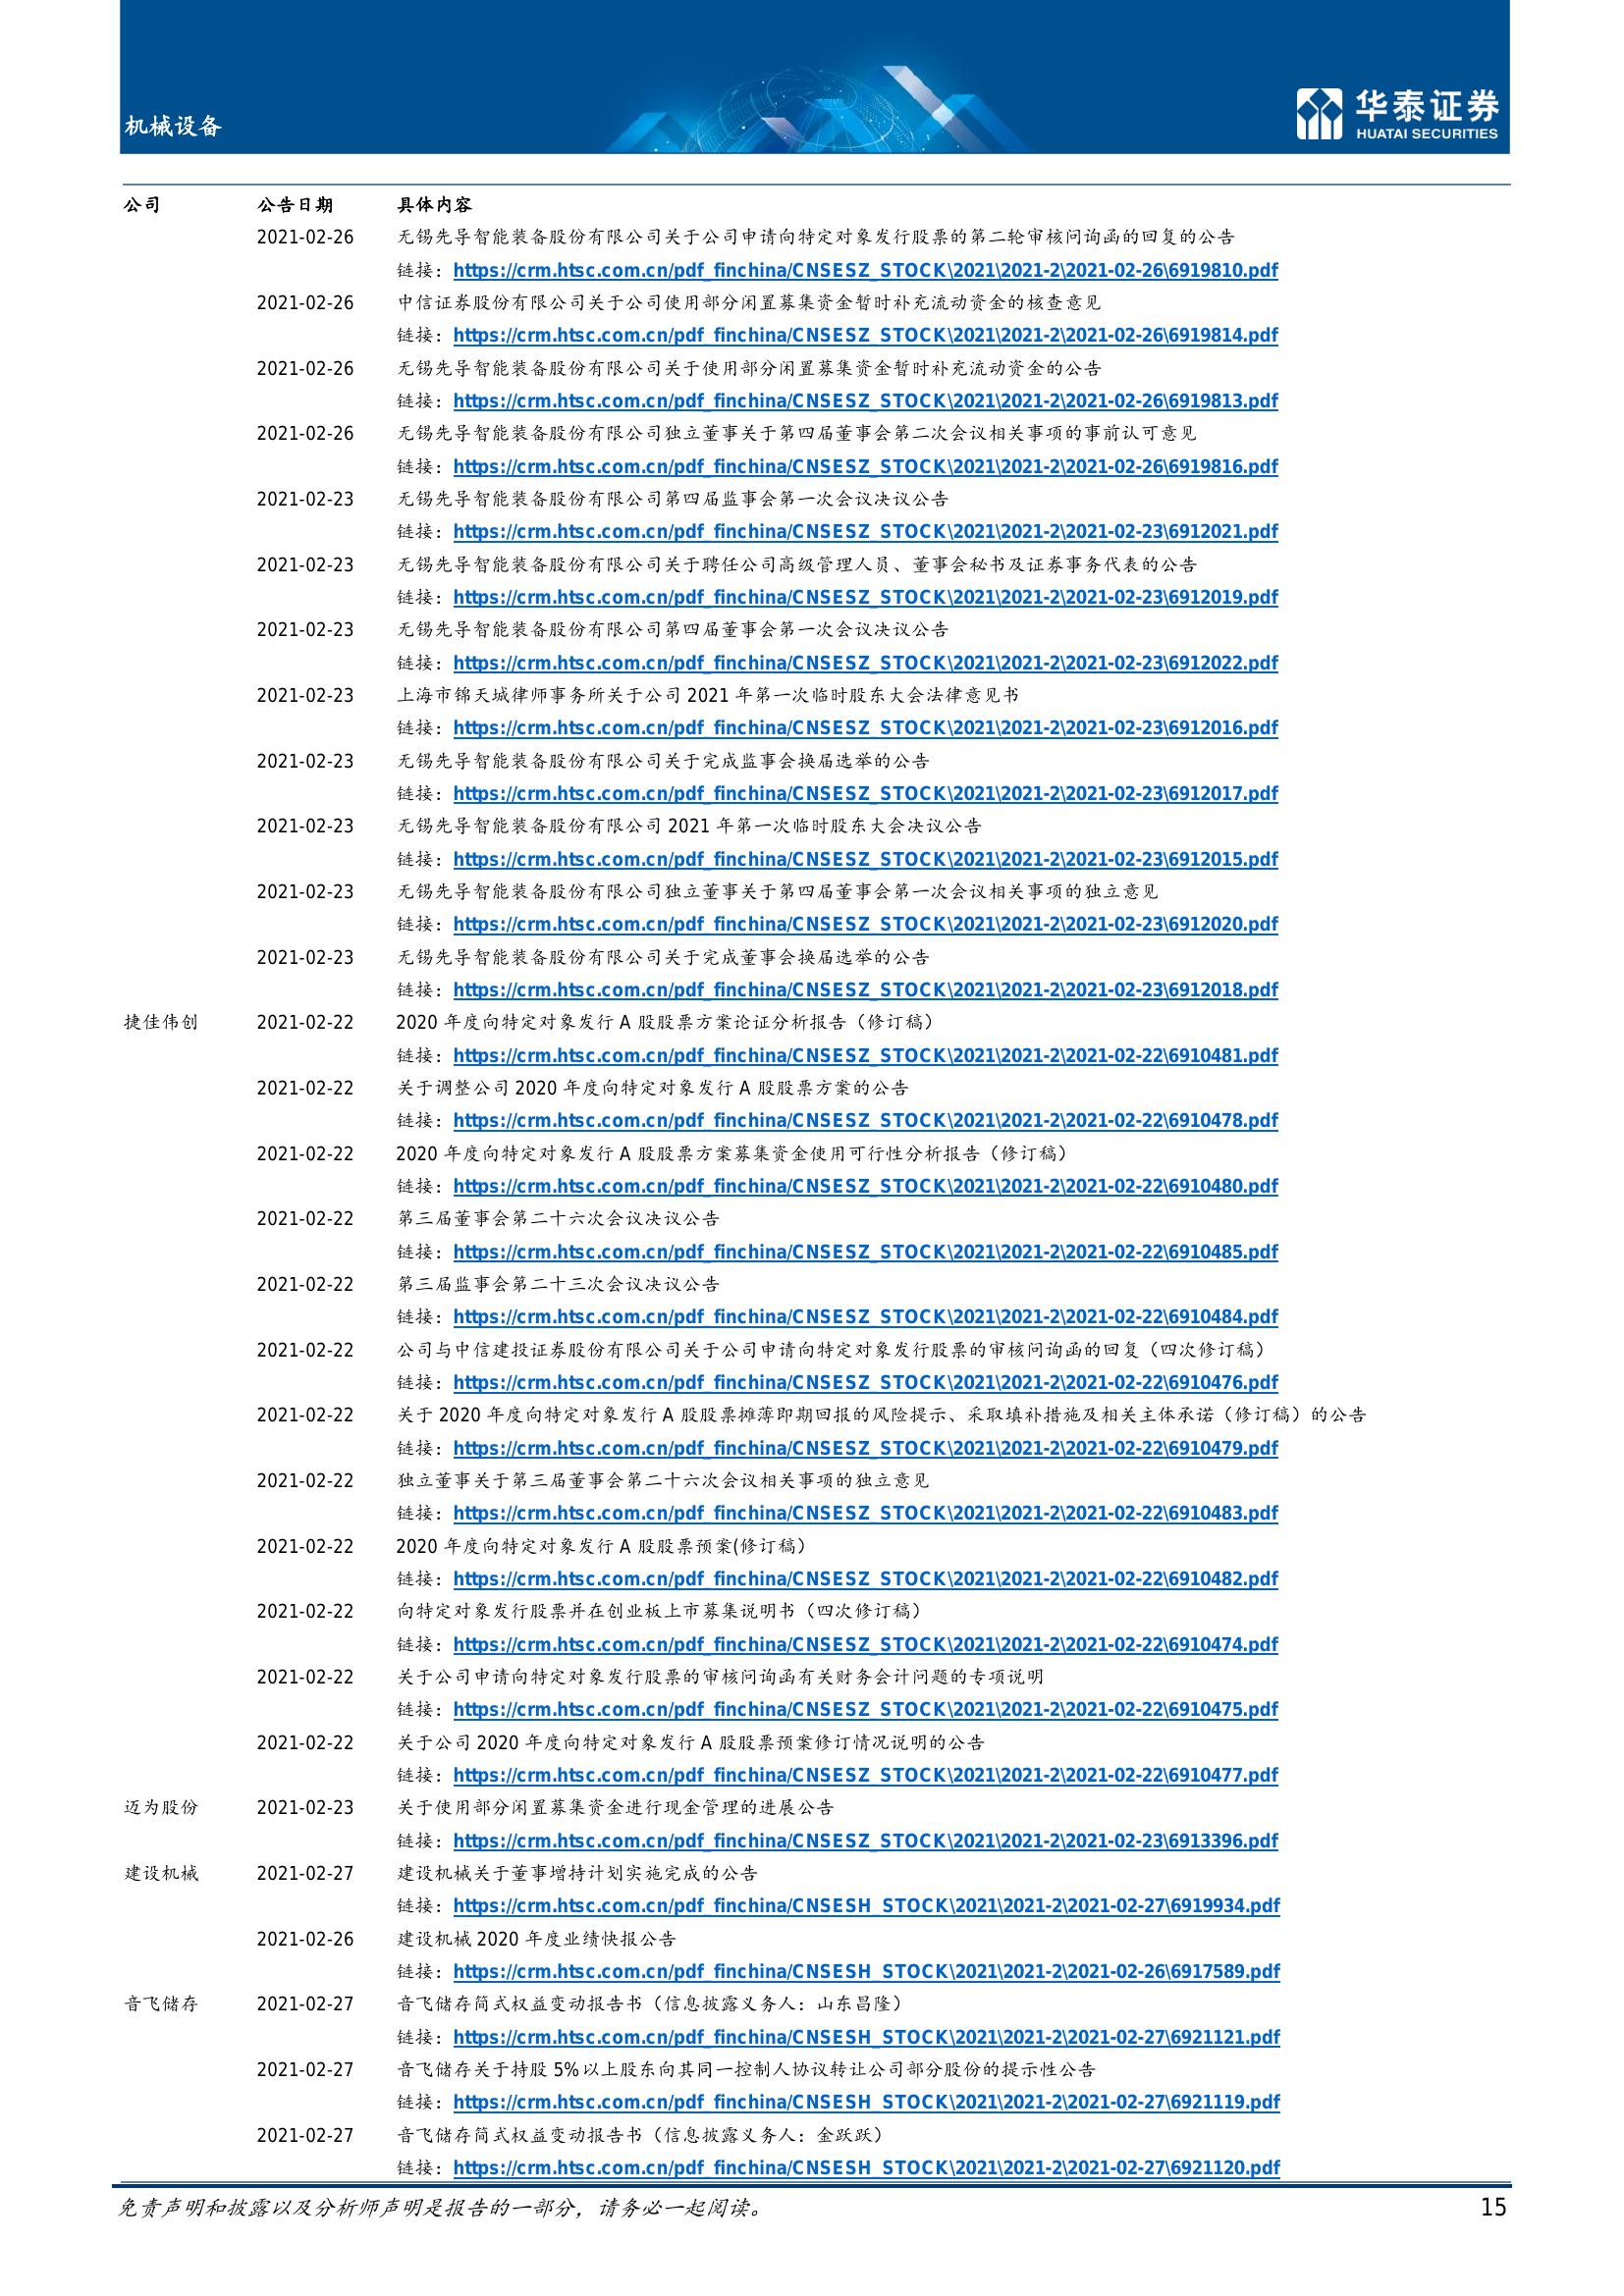 机械设备
华泰证券
HUATAI SECURITIES
公司 公告日期 具体内容
2021-02-26 无锡先导智能装备股份有限公司关于公司申请向特定对象发行股票的第二轮审核问询函的回复的公告
链接：https://crm.htsc.com.cn/pdf_finchina/CNSESZ_STOCK\2021\2021-2\2021-02-26\6919810.pdf
2021-02-26 中信证券股份有限公司关于公司使用部分闲置募集资金暂时补充流动资金的核查意见
链接：https://crm.htsc.com.cn/pdf_finchina/CNSESZ_STOCK\2021\2021-2\2021-02-26\6919814.pdf
2021-02-26 无锡先导智能装备股份有限公司关于使用部分闲置募集资金暂时补充流动资金的公告
链接：https://crm.htsc.com.cn/pdf_finchina/CNSESZ_STOCK\2021\2021-2\2021-02-26\6919813.pdf
2021-02-26 无锡先导智能装备股份有限公司独立董事关于第四届董事会第二次会议相关事项的事前认可意见
链接：https://crm.htsc.com.cn/pdf_finchina/CNSESZ_STOCK\2021\2021-2\2021-02-26\6919816.pdf
2021-02-23 无锡先导智能装备股份有限公司第四届监事会第一次会议决议公告
链接：https://crm.htsc.com.cn/pdf_finchina/CNSESZ_STOCK\2021\2021-2\2021-02-23\6912021.pdf
2021-02-23 无锡先导智能装备股份有限公司关于聘任公司高级管理人员、董事会秘书及证券事务代表的公告
链接：https://crm.htsc.com.cn/pdf_finchina/CNSESZ_STOCK\2021\2021-2\2021-02-23\6912019.pdf
2021-02-23 无锡先导智能装备股份有限公司第四届董事会第一次会议决议公告
链接：https://crm.htsc.com.cn/pdf_finchina/CNSESZ_STOCK\2021\2021-2\2021-02-23\6912022.pdf
2021-02-23 上海市锦天城律师事务所关于公司 2021 年第一次临时股东大会法律意见书
链接：https://crm.htsc.com.cn/pdf_finchina/CNSESZ_STOCK\2021\2021-2\2021-02-23\6912016.pdf
2021-02-23 无锡先导智能装备股份有限公司关于完成监事会换届选举的公告
链接：https://crm.htsc.com.cn/pdf_finchina/CNSESZ_STOCK\2021\2021-2\2021-02-23\6912017.pdf
2021-02-23 无锡先导智能装备股份有限公司 2021 年第一次临时股东大会决议公告
链接：https://crm.htsc.com.cn/pdf_finchina/CNSESZ_STOCK\2021\2021-2\2021-02-23\6912015.pdf
2021-02-23 无锡先导智能装备股份有限公司独立董事关于第四届董事会第一次会议相关事项的独立意见
链接：https://crm.htsc.com.cn/pdf_finchina/CNSESZ_STOCK\2021\2021-2\2021-02-23\6912020.pdf
2021-02-23 无锡先导智能装备股份有限公司关于完成董事会换届选举的公告
链接：https://crm.htsc.com.cn/pdf_finchina/CNSESZ_STOCK\2021\2021-2\2021-02-23\6912018.pdf
捷佳伟创 2021-02-22 2020 年度向特定对象发行 A 股股票方案论证分析报告（修订稿）
链接：https://crm.htsc.com.cn/pdf_finchina/CNSESZ_STOCK\2021\2021-2\2021-02-22\6910481.pdf
2021-02-22 关于调整公司 2020 年度向特定对象发行 A 股股票方案的公告
链接：https://crm.htsc.com.cn/pdf_finchina/CNSESZ_STOCK\2021\2021-2\2021-02-22\6910478.pdf
2021-02-22 2020 年度向特定对象发行 A 股股票方案募集资金使用可行性分析报告（修订稿）
链接：https://crm.htsc.com.cn/pdf_finchina/CNSESZ_STOCK\2021\2021-2\2021-02-22\6910480.pdf
2021-02-22 第三届董事会第二十六次会议决议公告
链接：https://crm.htsc.com.cn/pdf_finchina/CNSESZ_STOCK\2021\2021-2\2021-02-22\6910485.pdf
2021-02-22 第三届监事会第二十三次会议决议公告
链接：https://crm.htsc.com.cn/pdf_finchina/CNSESZ_STOCK\2021\2021-2\2021-02-22\6910484.pdf
2021-02-22 公司与中信建投证券股份有限公司关于公司申请向特定对象发行股票的审核问询函的回复（四次修订稿）
链接：https://crm.htsc.com.cn/pdf_finchina/CNSESZ_STOCK\2021\2021-2\2021-02-22\6910476.pdf
2021-02-22 关于 2020 年度向特定对象发行 A 股股票摊薄即期回报的风险提示、采取填补措施及相关主体承诺（修订稿）的公告
链接：https://crm.htsc.com.cn/pdf_finchina/CNSESZ_STOCK\2021\2021-2\2021-02-22\6910479.pdf
2021-02-22 独立董事关于第三届董事会第二十六次会议相关事项的独立意见
链接：https://crm.htsc.com.cn/pdf_finchina/CNSESZ_STOCK\2021\2021-2\2021-02-22\6910483.pdf
2021-02-22 2020 年度向特定对象发行 A 股股票预案(修订稿）
链接：https://crm.htsc.com.cn/pdf_finchina/CNSESZ_STOCK\2021\2021-2\2021-02-22\6910482.pdf
2021-02-22 向特定对象发行股票并在创业板上市募集说明书（四次修订稿）
链接：https://crm.htsc.com.cn/pdf_finchina/CNSESZ_STOCK\2021\2021-2\2021-02-22\6910474.pdf
2021-02-22 关于公司申请向特定对象发行股票的审核问询函有关财务会计问题的专项说明
链接：https://crm.htsc.com.cn/pdf_finchina/CNSESZ_STOCK\2021\2021-2\2021-02-22\6910475.pdf
2021-02-22 关于公司 2020 年度向特定对象发行 A 股股票预案修订情况说明的公告
链接：https://crm.htsc.com.cn/pdf_finchina/CNSESZ_STOCK\2021\2021-2\2021-02-22\6910477.pdf
迈为股份 2021-02-23 关于使用部分闲置募集资金进行现金管理的进展公告
链接：https://crm.htsc.com.cn/pdf_finchina/CNSESZ_STOCK\2021\2021-2\2021-02-23\6913396.pdf
建设机械 2021-02-27 建设机械关于董事增持计划实施完成的公告
链接：https://crm.htsc.com.cn/pdf_finchina/CNSESH_STOCK\2021\2021-2\2021-02-27\6919934.pdf
2021-02-26 建设机械 2020 年度业绩快报公告
链接：https://crm.htsc.com.cn/pdf_finchina/CNSESH_STOCK\2021\2021-2\2021-02-26\6917589.pdf
音飞储存 2021-02-27 音飞储存简式权益变动报告书（信息披露义务人：山东昌隆）
链接：https://crm.htsc.com.cn/pdf_finchina/CNSESH_STOCK\2021\2021-2\2021-02-27\6921121.pdf
2021-02-27 音飞储存关于持股 5%以上股东向其同一控制人协议转让公司部分股份的提示性公告
链接：https://crm.htsc.com.cn/pdf_finchina/CNSESH_STOCK\2021\2021-2\2021-02-27\6921119.pdf
2021-02-27 音飞储存简式权益变动报告书（信息披露义务人：金跃跃）
链接：https://crm.htsc.com.cn/pdf_finchina/CNSESH_STOCK\2021\2021-2\2021-02-27\6921120.pdf
免责声明和披露以及分析师声明是报告的一部分，请务必一起阅读。 15